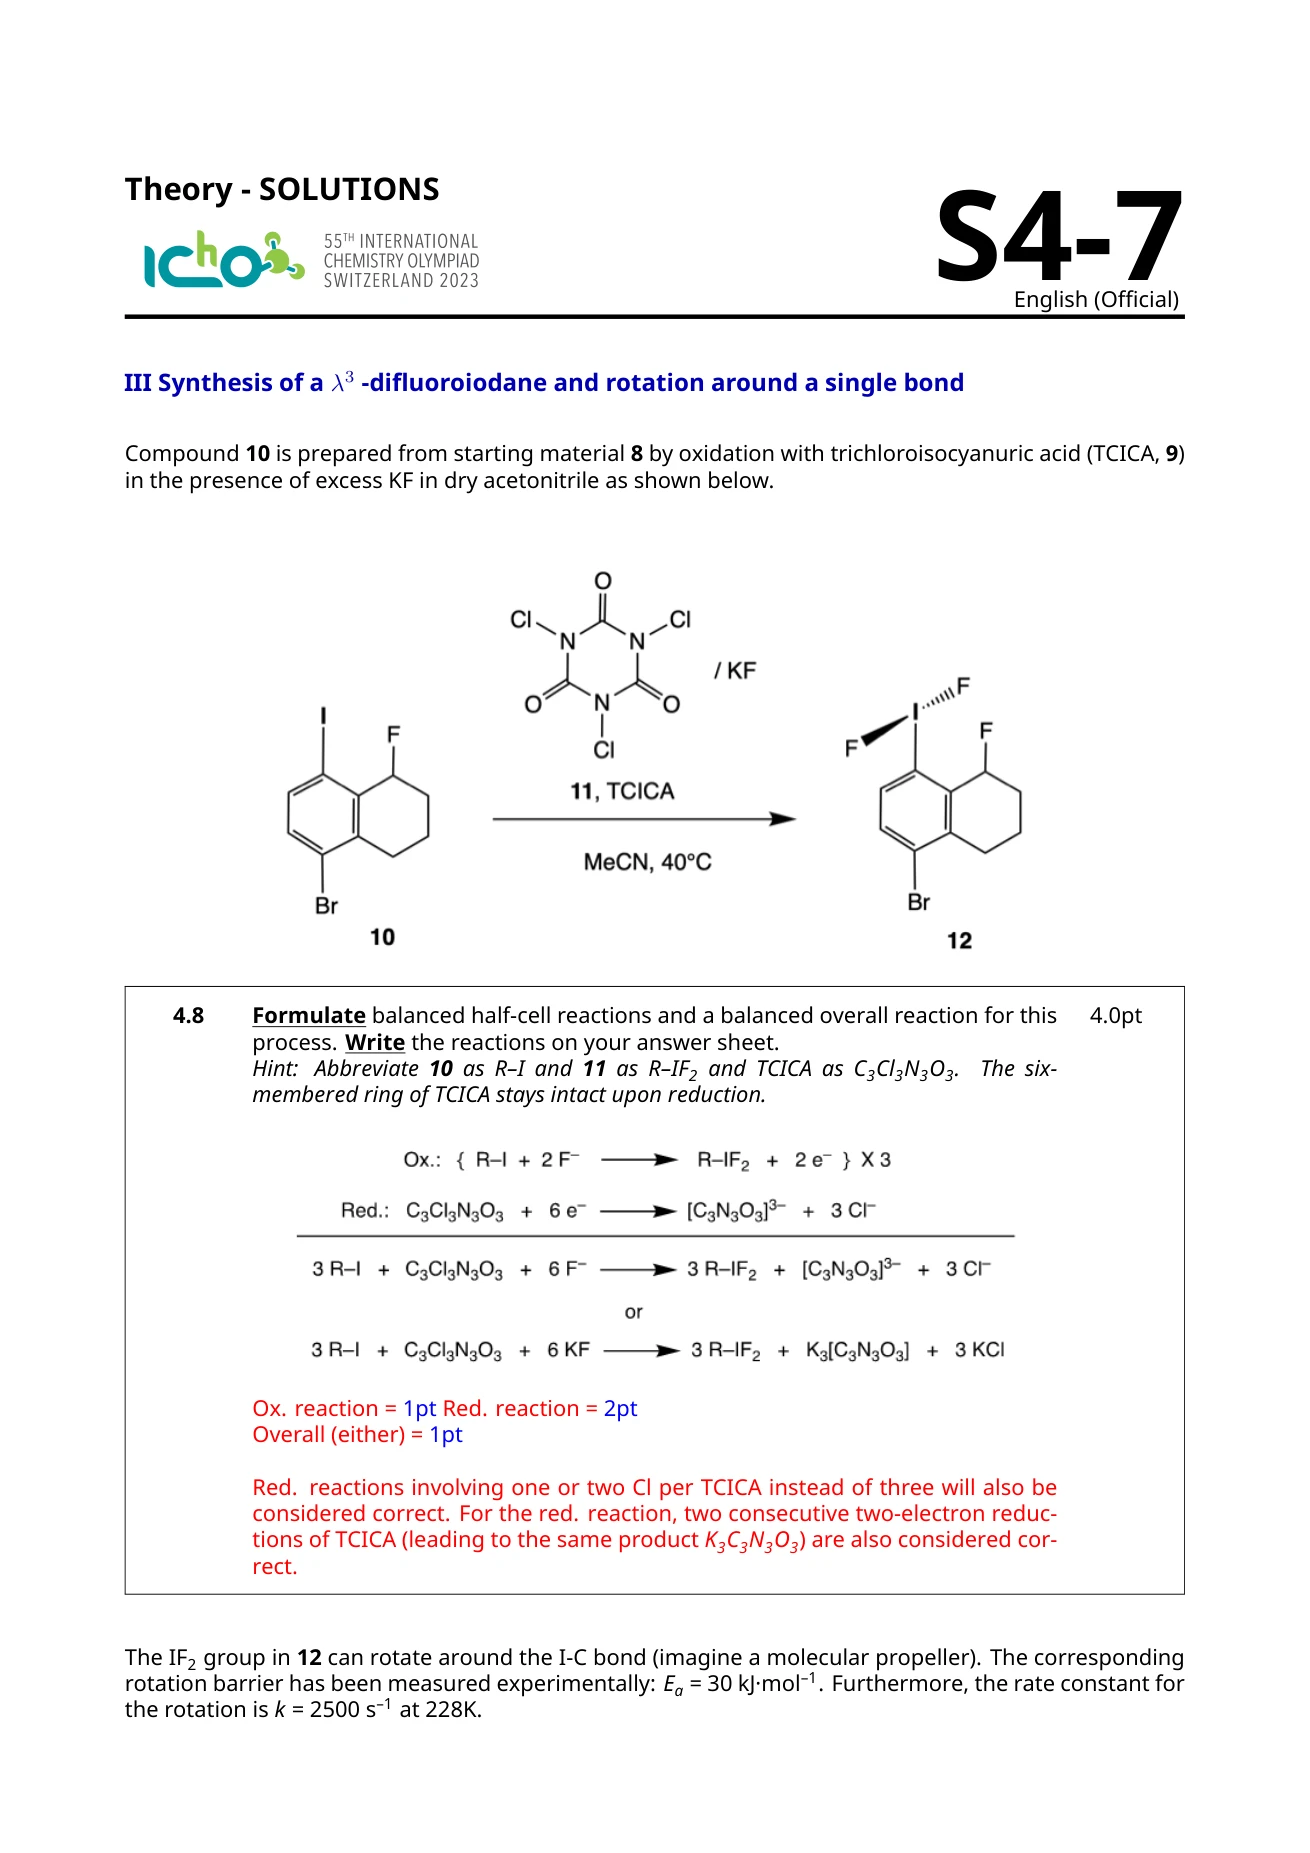 Theory - SOLUTIONS
IChO
55TH INTERNATIONAL
CHEMISTRY OLYMPIAD
SWITZERLAND 2023
S4-7
English (Official)
III Synthesis of a λ³ -difluoroiodane and rotation around a single bond
Compound 10 is prepared from starting material 8 by oxidation with trichloroisocyanuric acid (TCICA, 9)
in the presence of excess KF in dry acetonitrile as shown below.
O
Cl N N Cl
/ KF
O N O
Cl
11, TCICA
MeCN, 40°C
I
F
Br
10
F
I
F
F
Br
12
4.8 Formulate balanced half-cell reactions and a balanced overall reaction for this 4.0pt
process. Write the reactions on your answer sheet.
Hint: Abbreviate 10 as R–I and 11 as R–IF₂ and TCICA as C₃Cl₃N₃O₃. The six-
membered ring of TCICA stays intact upon reduction.
Ox.: { R–I + 2 F⁻ ⟶ R–IF₂ + 2 e⁻ } X 3
Red.: C₃Cl₃N₃O₃ + 6 e⁻ ⟶ [C₃N₃O₃]³⁻ + 3 Cl⁻
3 R–I + C₃Cl₃N₃O₃ + 6 F⁻ ⟶ 3 R–IF₂ + [C₃N₃O₃]³⁻ + 3 Cl⁻
or
3 R–I + C₃Cl₃N₃O₃ + 6 KF ⟶ 3 R–IF₂ + K₃[C₃N₃O₃] + 3 KCl
Ox. reaction = 1pt Red. reaction = 2pt
Overall (either) = 1pt
Red. reactions involving one or two Cl per TCICA instead of three will also be
considered correct. For the red. reaction, two consecutive two-electron reduc-
tions of TCICA (leading to the same product K₃C₃N₃O₃) are also considered cor-
rect.
The IF₂ group in 12 can rotate around the I-C bond (imagine a molecular propeller). The corresponding
rotation barrier has been measured experimentally: Eₐ = 30 kJ·mol⁻¹. Furthermore, the rate constant for
the rotation is k = 2500 s⁻¹ at 228K.